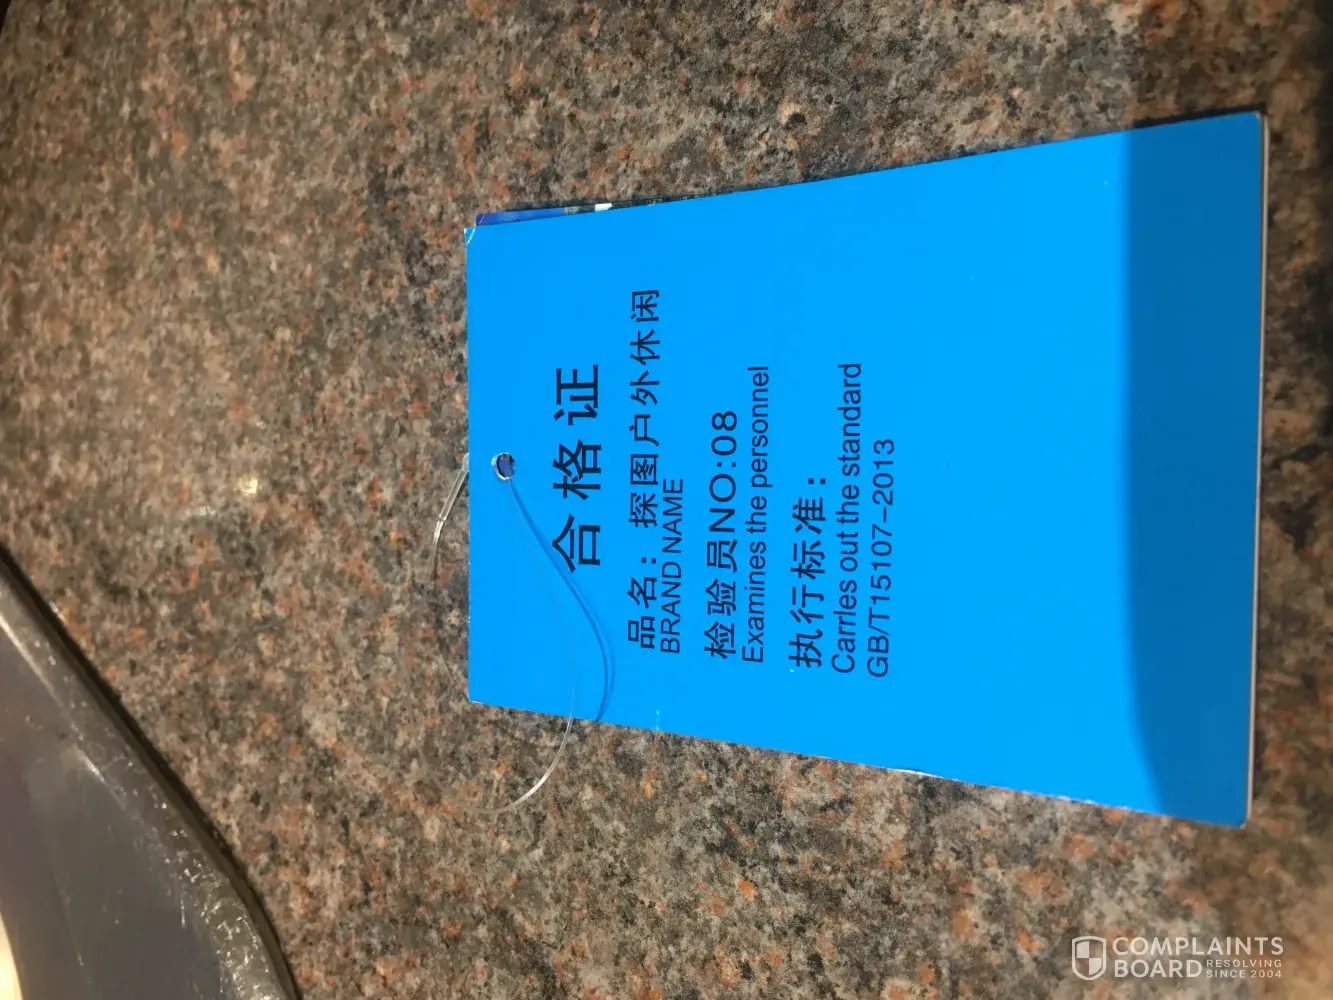 合格证
品名：探图户外休闲
BRAND NAME
检验员NO:08
Examines the personnel
执行标准：
Carrles out the standard
GB/T15107-2013
COMPLAINTS
BOARD RESOLVING
SINCE 2004